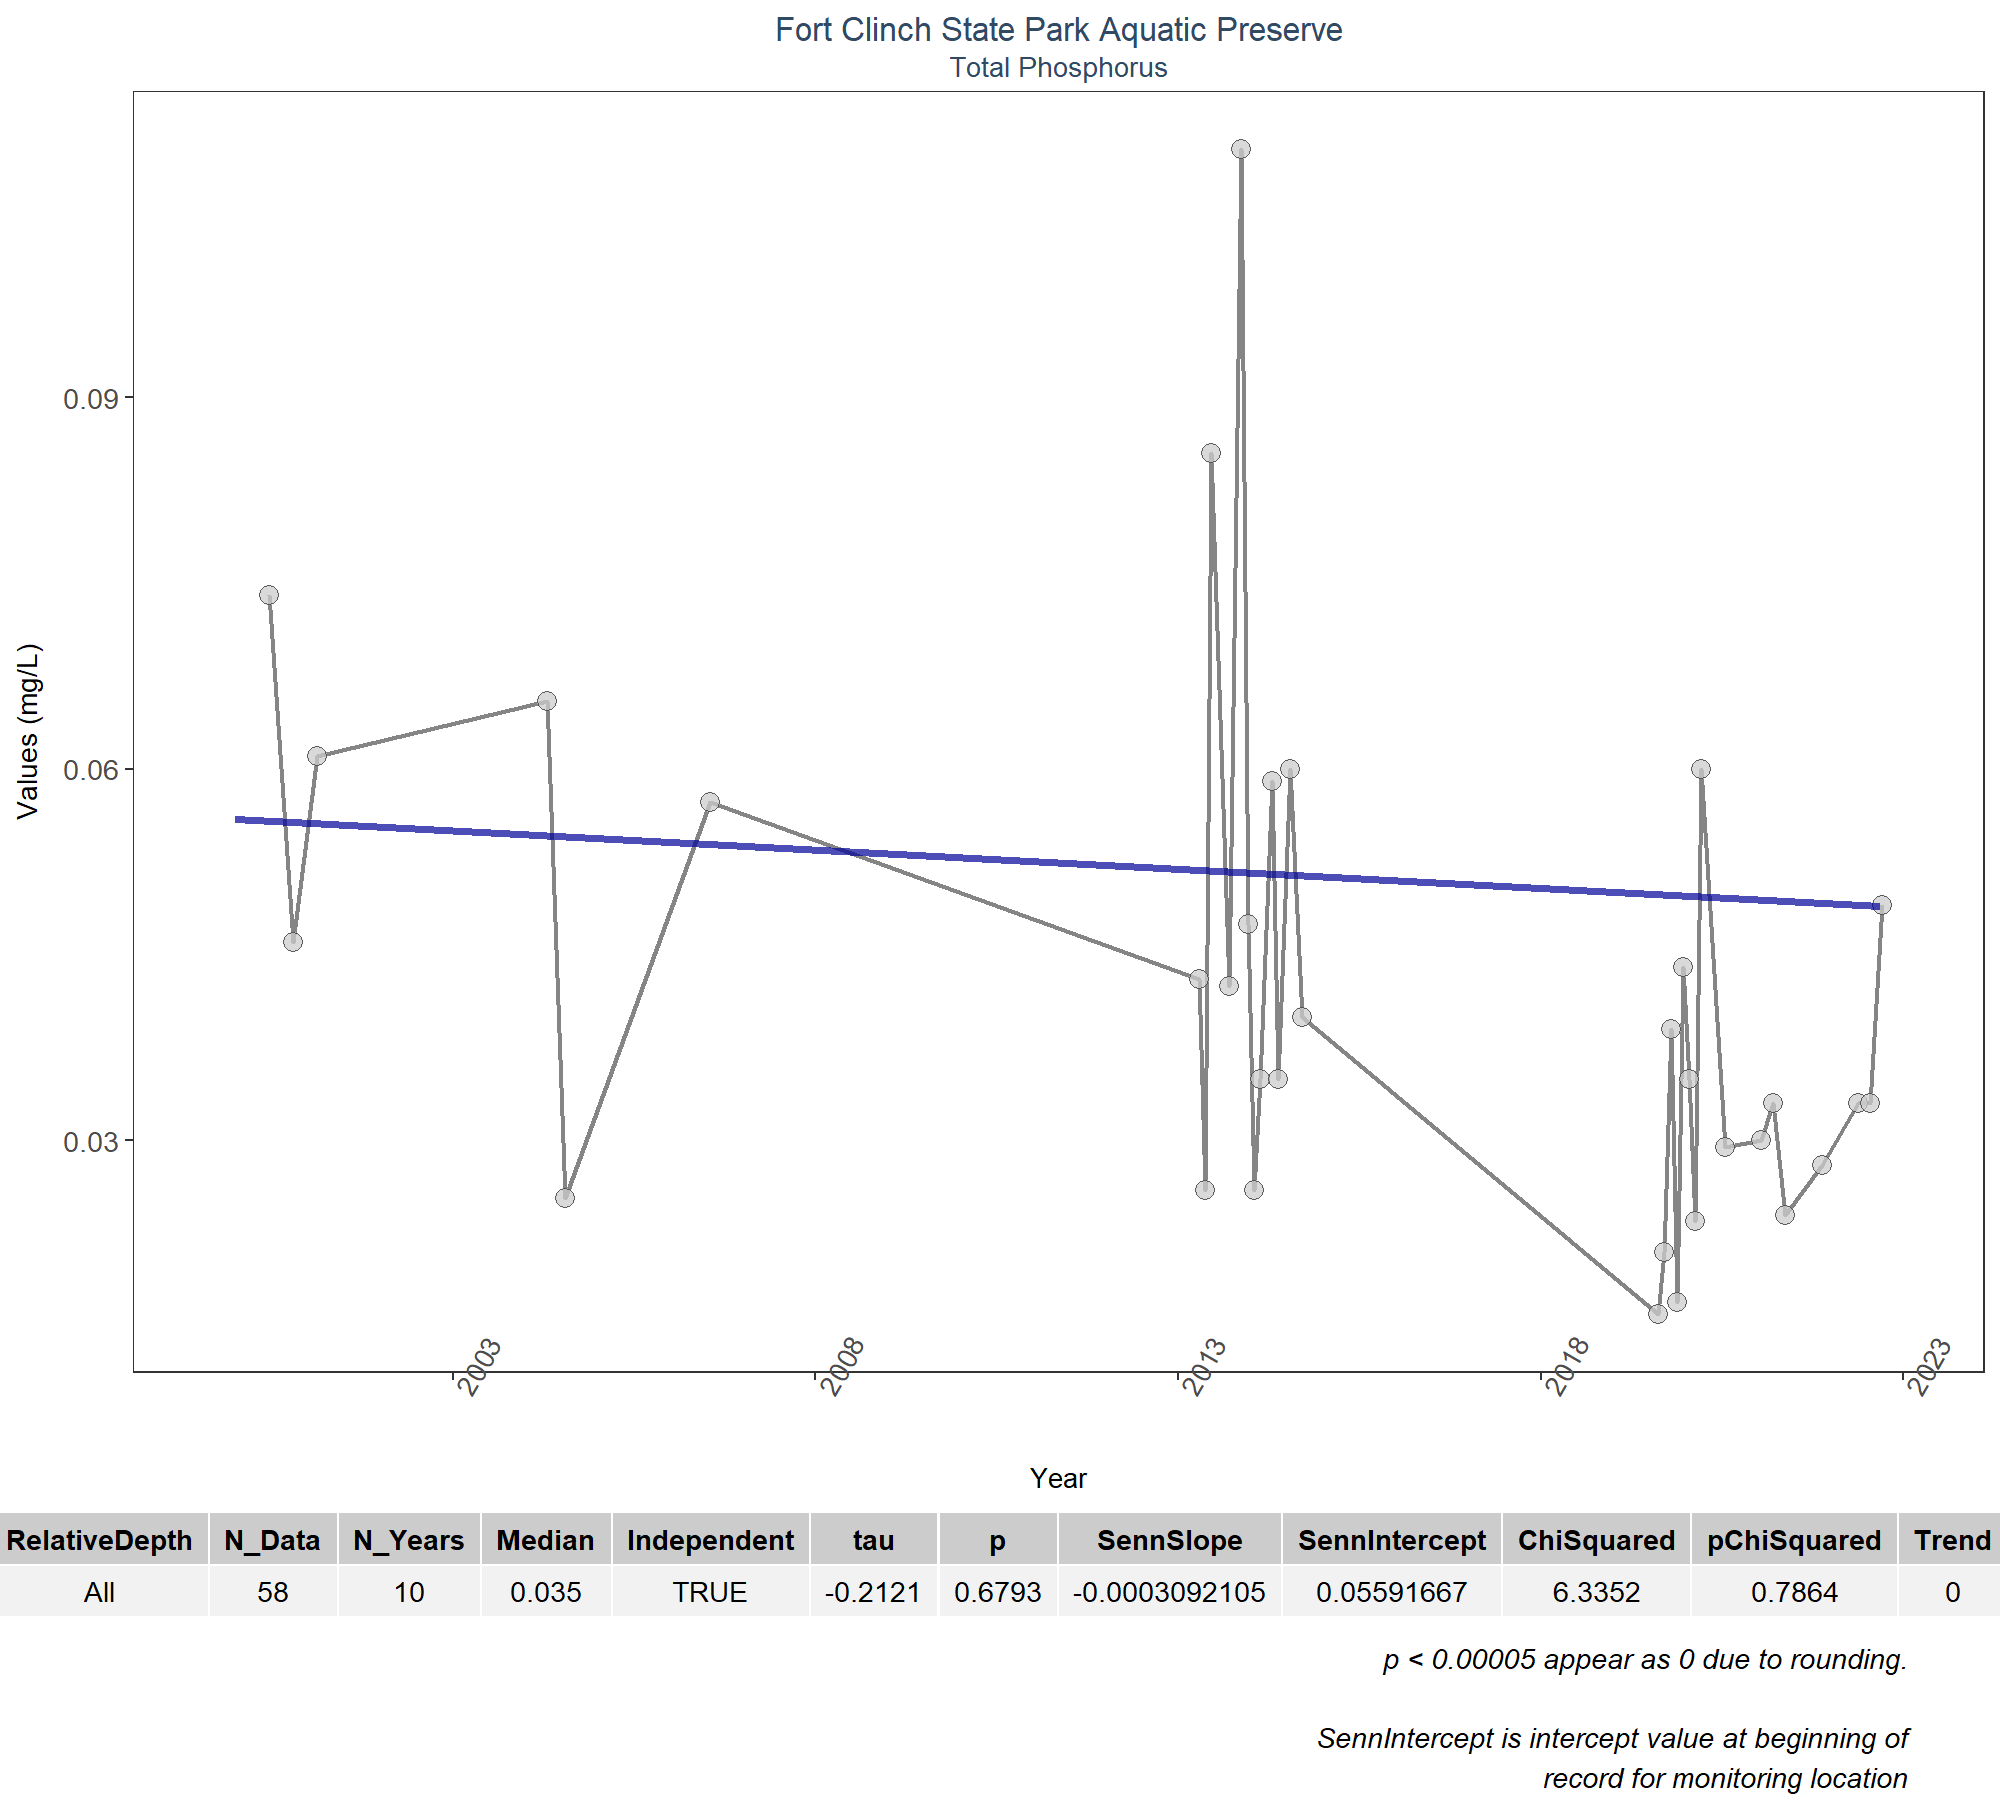 Fort Clinch State Park Aquatic Preserve
Total Phosphorus
Values (mg/L)
0.09
0.06
0.03
2003 2008 2013 2018 2023
Year
RelativeDepth N_Data N_Years Median Independent tau p SennSlope SennIntercept ChiSquared pChiSquared Trend
All 58 10 0.035 TRUE -0.2121 0.6793 -0.0003092105 0.05591667 6.3352 0.7864 0
p < 0.00005 appear as 0 due to rounding.
SennIntercept is intercept value at beginning of
record for monitoring location